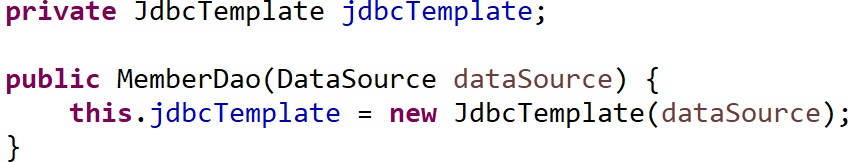 private JdbcTemplate jdbcTemplate;
public MemberDao(DataSource dataSource) {
    this.jdbcTemplate = new JdbcTemplate(dataSource);
}